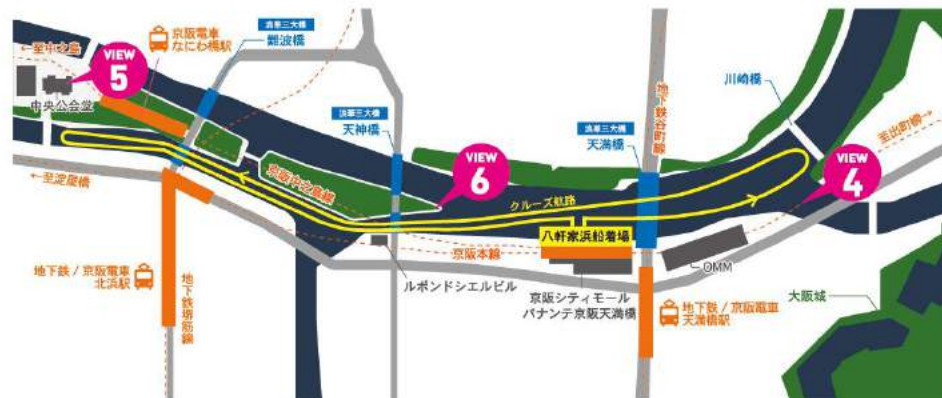 ←至中之島
VIEW
5
中央公会堂
京阪電車
なにわ橋駅
浪華三大橋
難波橋
浪華三大橋
天神橋
VIEW
6
浪華三大橋
天満橋
地下鉄谷町線
川崎橋
至出町柳→
VIEW
4
←至淀屋橋
京阪中之島線
クルーズ航路
八軒家浜船着場
京阪本線
OMM
地下鉄 / 京阪電車
北浜駅
地下鉄堺筋線
ルポンドシエルビル
京阪シティモール
パナンテ京阪天満橋
地下鉄 / 京阪電車
天満橋駅
大阪城